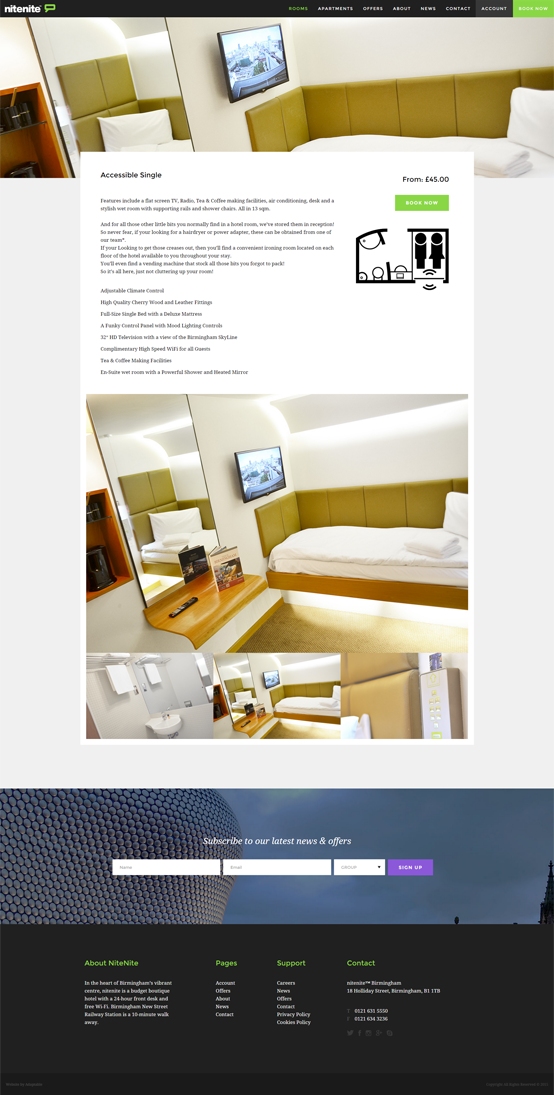 nitenite
ROOMS APARTMENTS OFFERS ABOUT NEWS CONTACT ACCOUNT BOOK NOW
Accessible Single
From: £45.00
BOOK NOW
Features include a flat screen TV, Radio, Tea & Coffee making facilities, air conditioning, desk and a
stylish wet room with supporting rails and shower chairs. All in 13 sqm.
And for all those other little bits you normally find in a hotel room, we've stored them in reception!
So never fear, if your looking for a hairdryer or power adapter, these can be obtained from one of
our team*.
If your Looking to get those creases out, then you'll find a convenient ironing room located on each
floor of the hotel available to you throughout your stay.
You'll even find a vending machine that stock all those bits you forgot to pack!
So it's all here, just not cluttering up your room!
Adjustable Climate Control
High Quality Cherry Wood and Leather Fittings
Full-Size Single Bed with a Deluxe Mattress
A Funky Control Panel with Mood Lighting Controls
32" HD Television with a view of the Birmingham SkyLine
Complimentary High Speed WiFi for all Guests
Tea & Coffee Making Facilities
En-Suite wet room with a Powerful Shower and Heated Mirror
Subscribe to our latest news & offers
Name
Email
GROUP
SIGN UP
About NiteNite
In the heart of Birmingham's vibrant
centre, nitenite is a budget boutique
hotel with a 24-hour front desk and
free Wi-Fi. Birmingham New Street
Railway Station is a 10-minute walk
away.
Pages
Account
Offers
About
News
Contact
Support
Careers
News
Offers
Contact
Privacy Policy
Cookies Policy
Contact
nitenite™ Birmingham
18 Holliday Street, Birmingham, B1 1TB
T 0121 631 5550
F 0121 634 3236